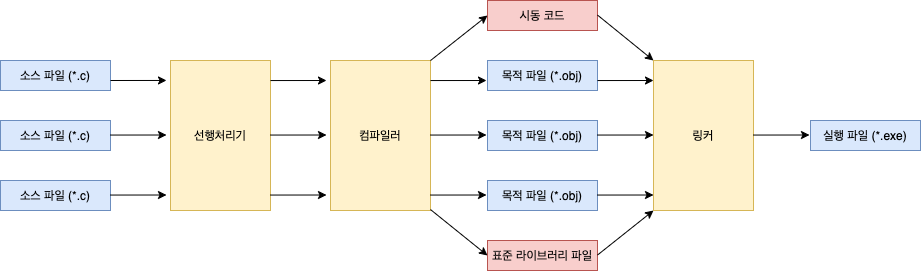 시동 코드
소스 파일 (*.c)
목적 파일 (*.obj)
소스 파일 (*.c)
선행처리기
컴파일러
목적 파일 (*.obj)
링커
실행 파일 (*.exe)
소스 파일 (*.c)
목적 파일 (*.obj)
표준 라이브러리 파일